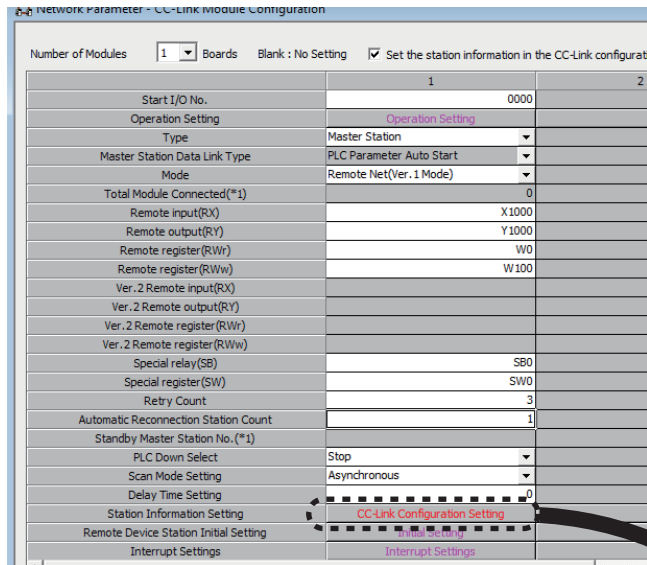 Network Parameter - CC-Link Module Configuration
Number of Modules 1 Boards Blank : No Setting Set the station information in the CC-Link configurat
1 2
Start I/O No. 0000
Operation Setting Operation Setting
Type Master Station
Master Station Data Link Type PLC Parameter Auto Start
Mode Remote Net(Ver.1 Mode)
Total Module Connected(*1) 0
Remote input(RX) X1000
Remote output(RY) Y1000
Remote register(RWr) W0
Remote register(RWw) W100
Ver.2 Remote input(RX)
Ver.2 Remote output(RY)
Ver.2 Remote register(RWr)
Ver.2 Remote register(RWw)
Special relay(SB) SB0
Special register(SW) SW0
Retry Count 3
Automatic Reconnection Station Count 1
Standby Master Station No.(*1)
PLC Down Select Stop
Scan Mode Setting Asynchronous
Delay Time Setting 0
Station Information Setting CC-Link Configuration Setting
Remote Device Station Initial Setting Initial Setting
Interrupt Settings Interrupt Settings